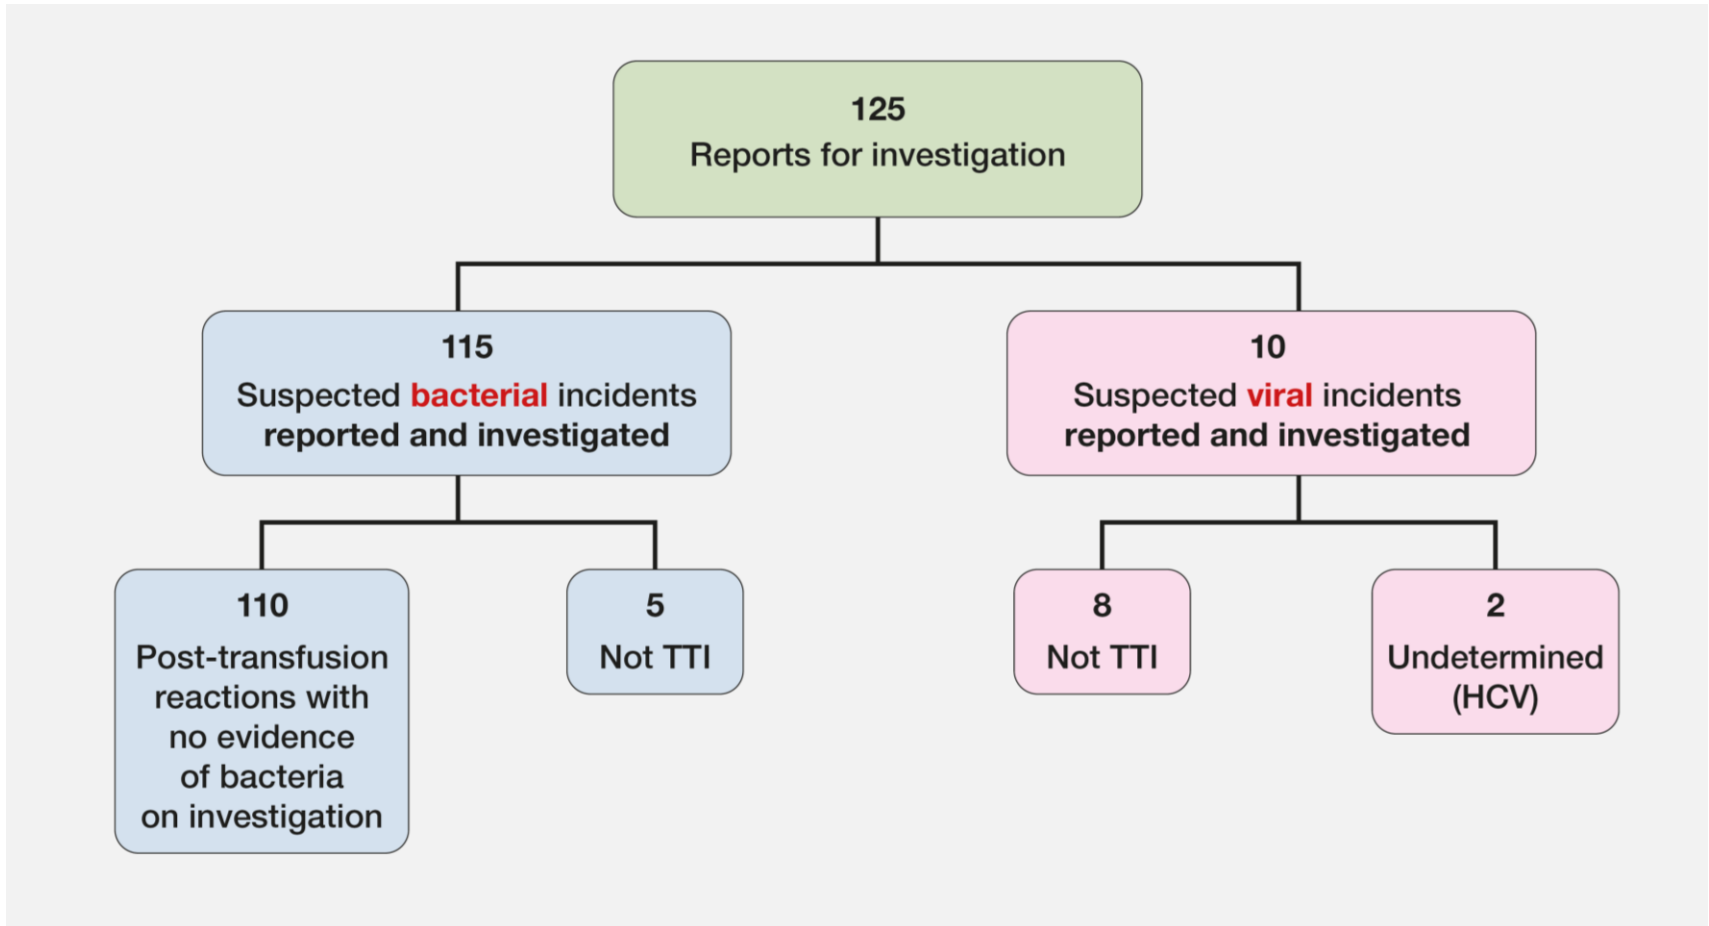 125
Reports for investigation
115
Suspected bacterial incidents
reported and investigated
10
Suspected viral incidents
reported and investigated
110
Post-transfusion
reactions with
no evidence
of bacteria
on investigation
5
Not TTI
8
Not TTI
2
Undetermined
(HCV)